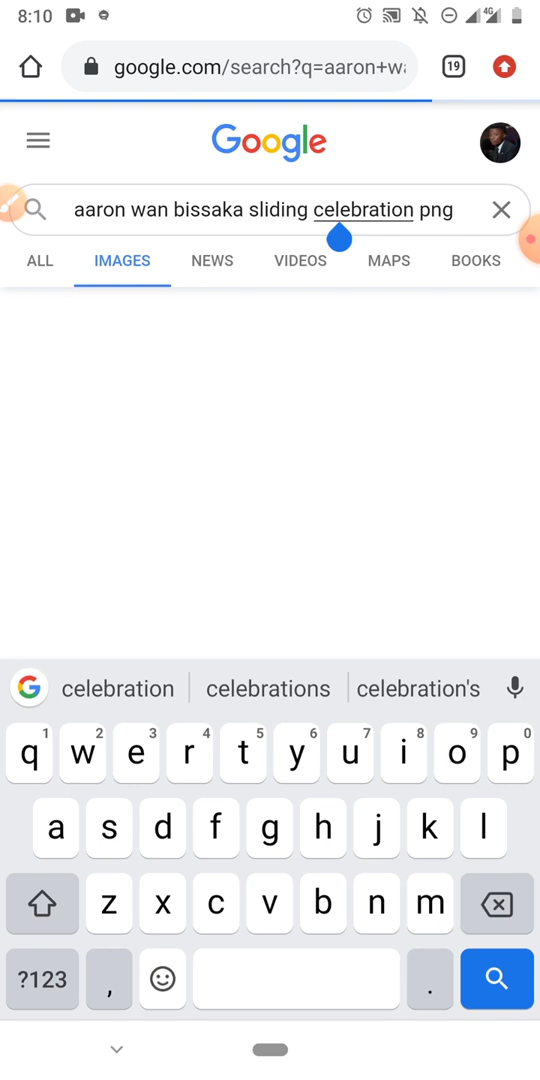 8:10
4G
google.com/search?q=aaron+wa
19
Google
aaron wan bissaka sliding celebration png
ALL IMAGES NEWS VIDEOS MAPS BOOKS
G celebration celebrations celebration's
1 2 3 4 5 6 7 8 9 0
q w e r t y u i o p
a s d f g h j k l
z x c v b n m
?123 , .